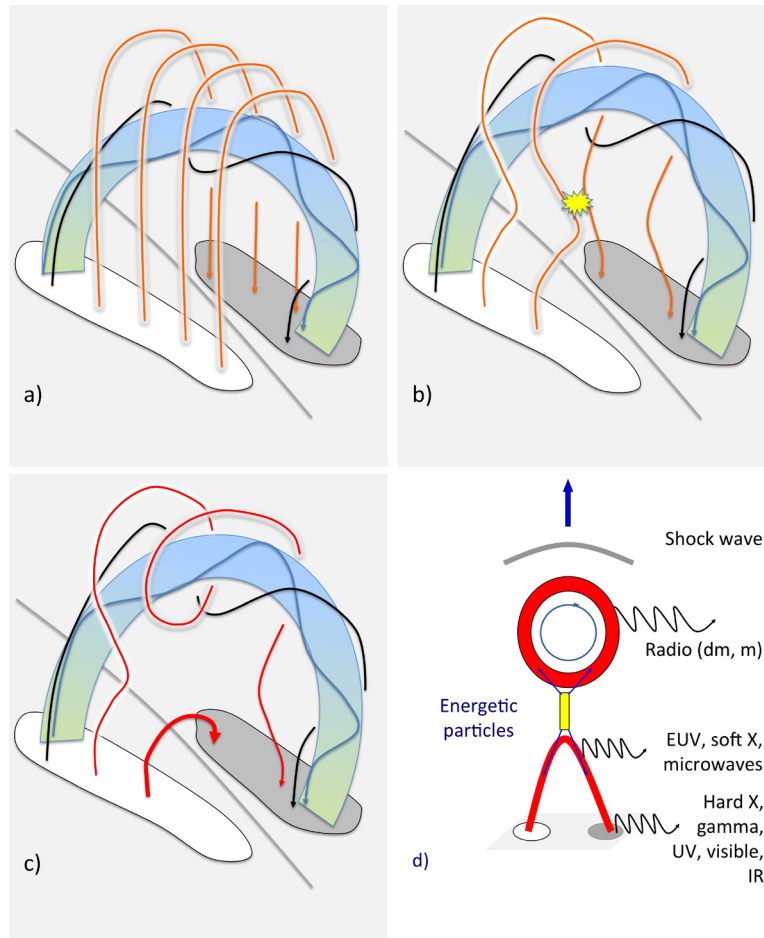 a)
b)
c)
Shock wave
Radio (dm, m)
Energetic
particles
EUV, soft X,
microwaves
Hard X,
gamma,
UV, visible,
IR
d)